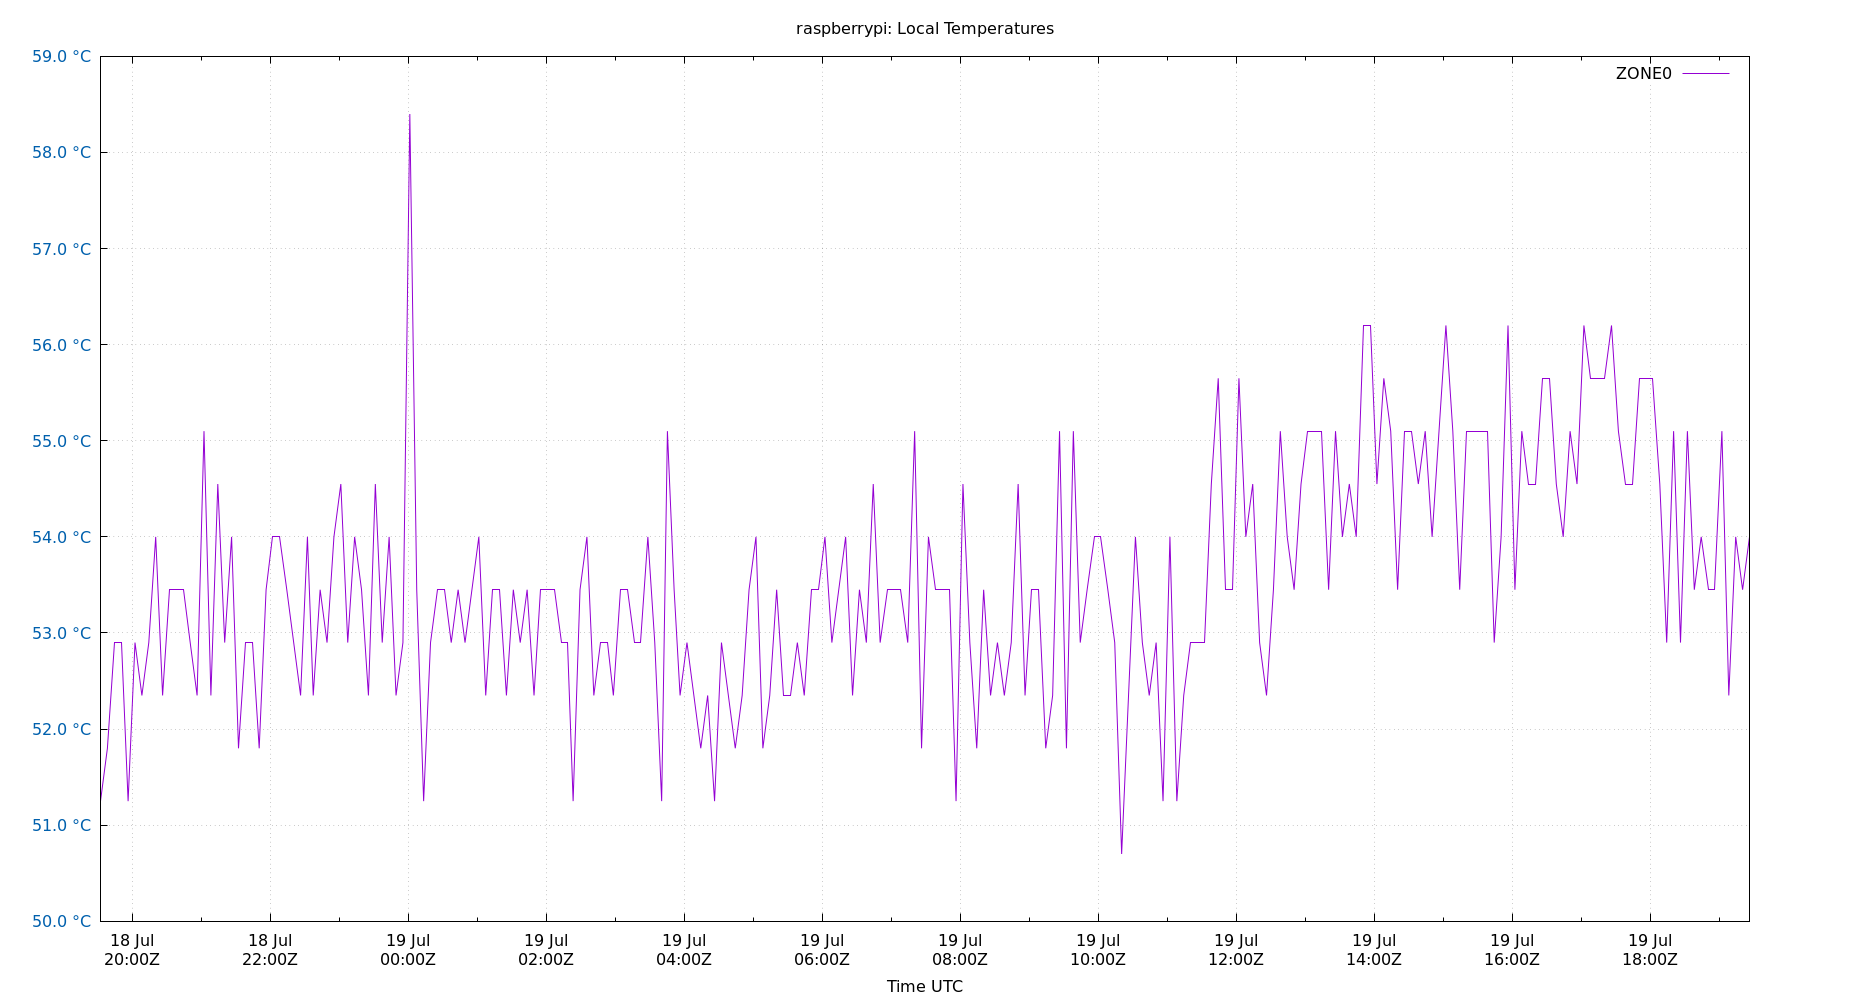 raspberrypi: Local Temperatures
ZONE0
59.0 °C
58.0 °C
57.0 °C
56.0 °C
55.0 °C
54.0 °C
53.0 °C
52.0 °C
51.0 °C
50.0 °C
18 Jul 18 Jul 19 Jul 19 Jul 19 Jul 19 Jul 19 Jul 19 Jul 19 Jul 19 Jul 19 Jul 19 Jul
20:00Z 22:00Z 00:00Z 02:00Z 04:00Z 06:00Z 08:00Z 10:00Z 12:00Z 14:00Z 16:00Z 18:00Z
Time UTC